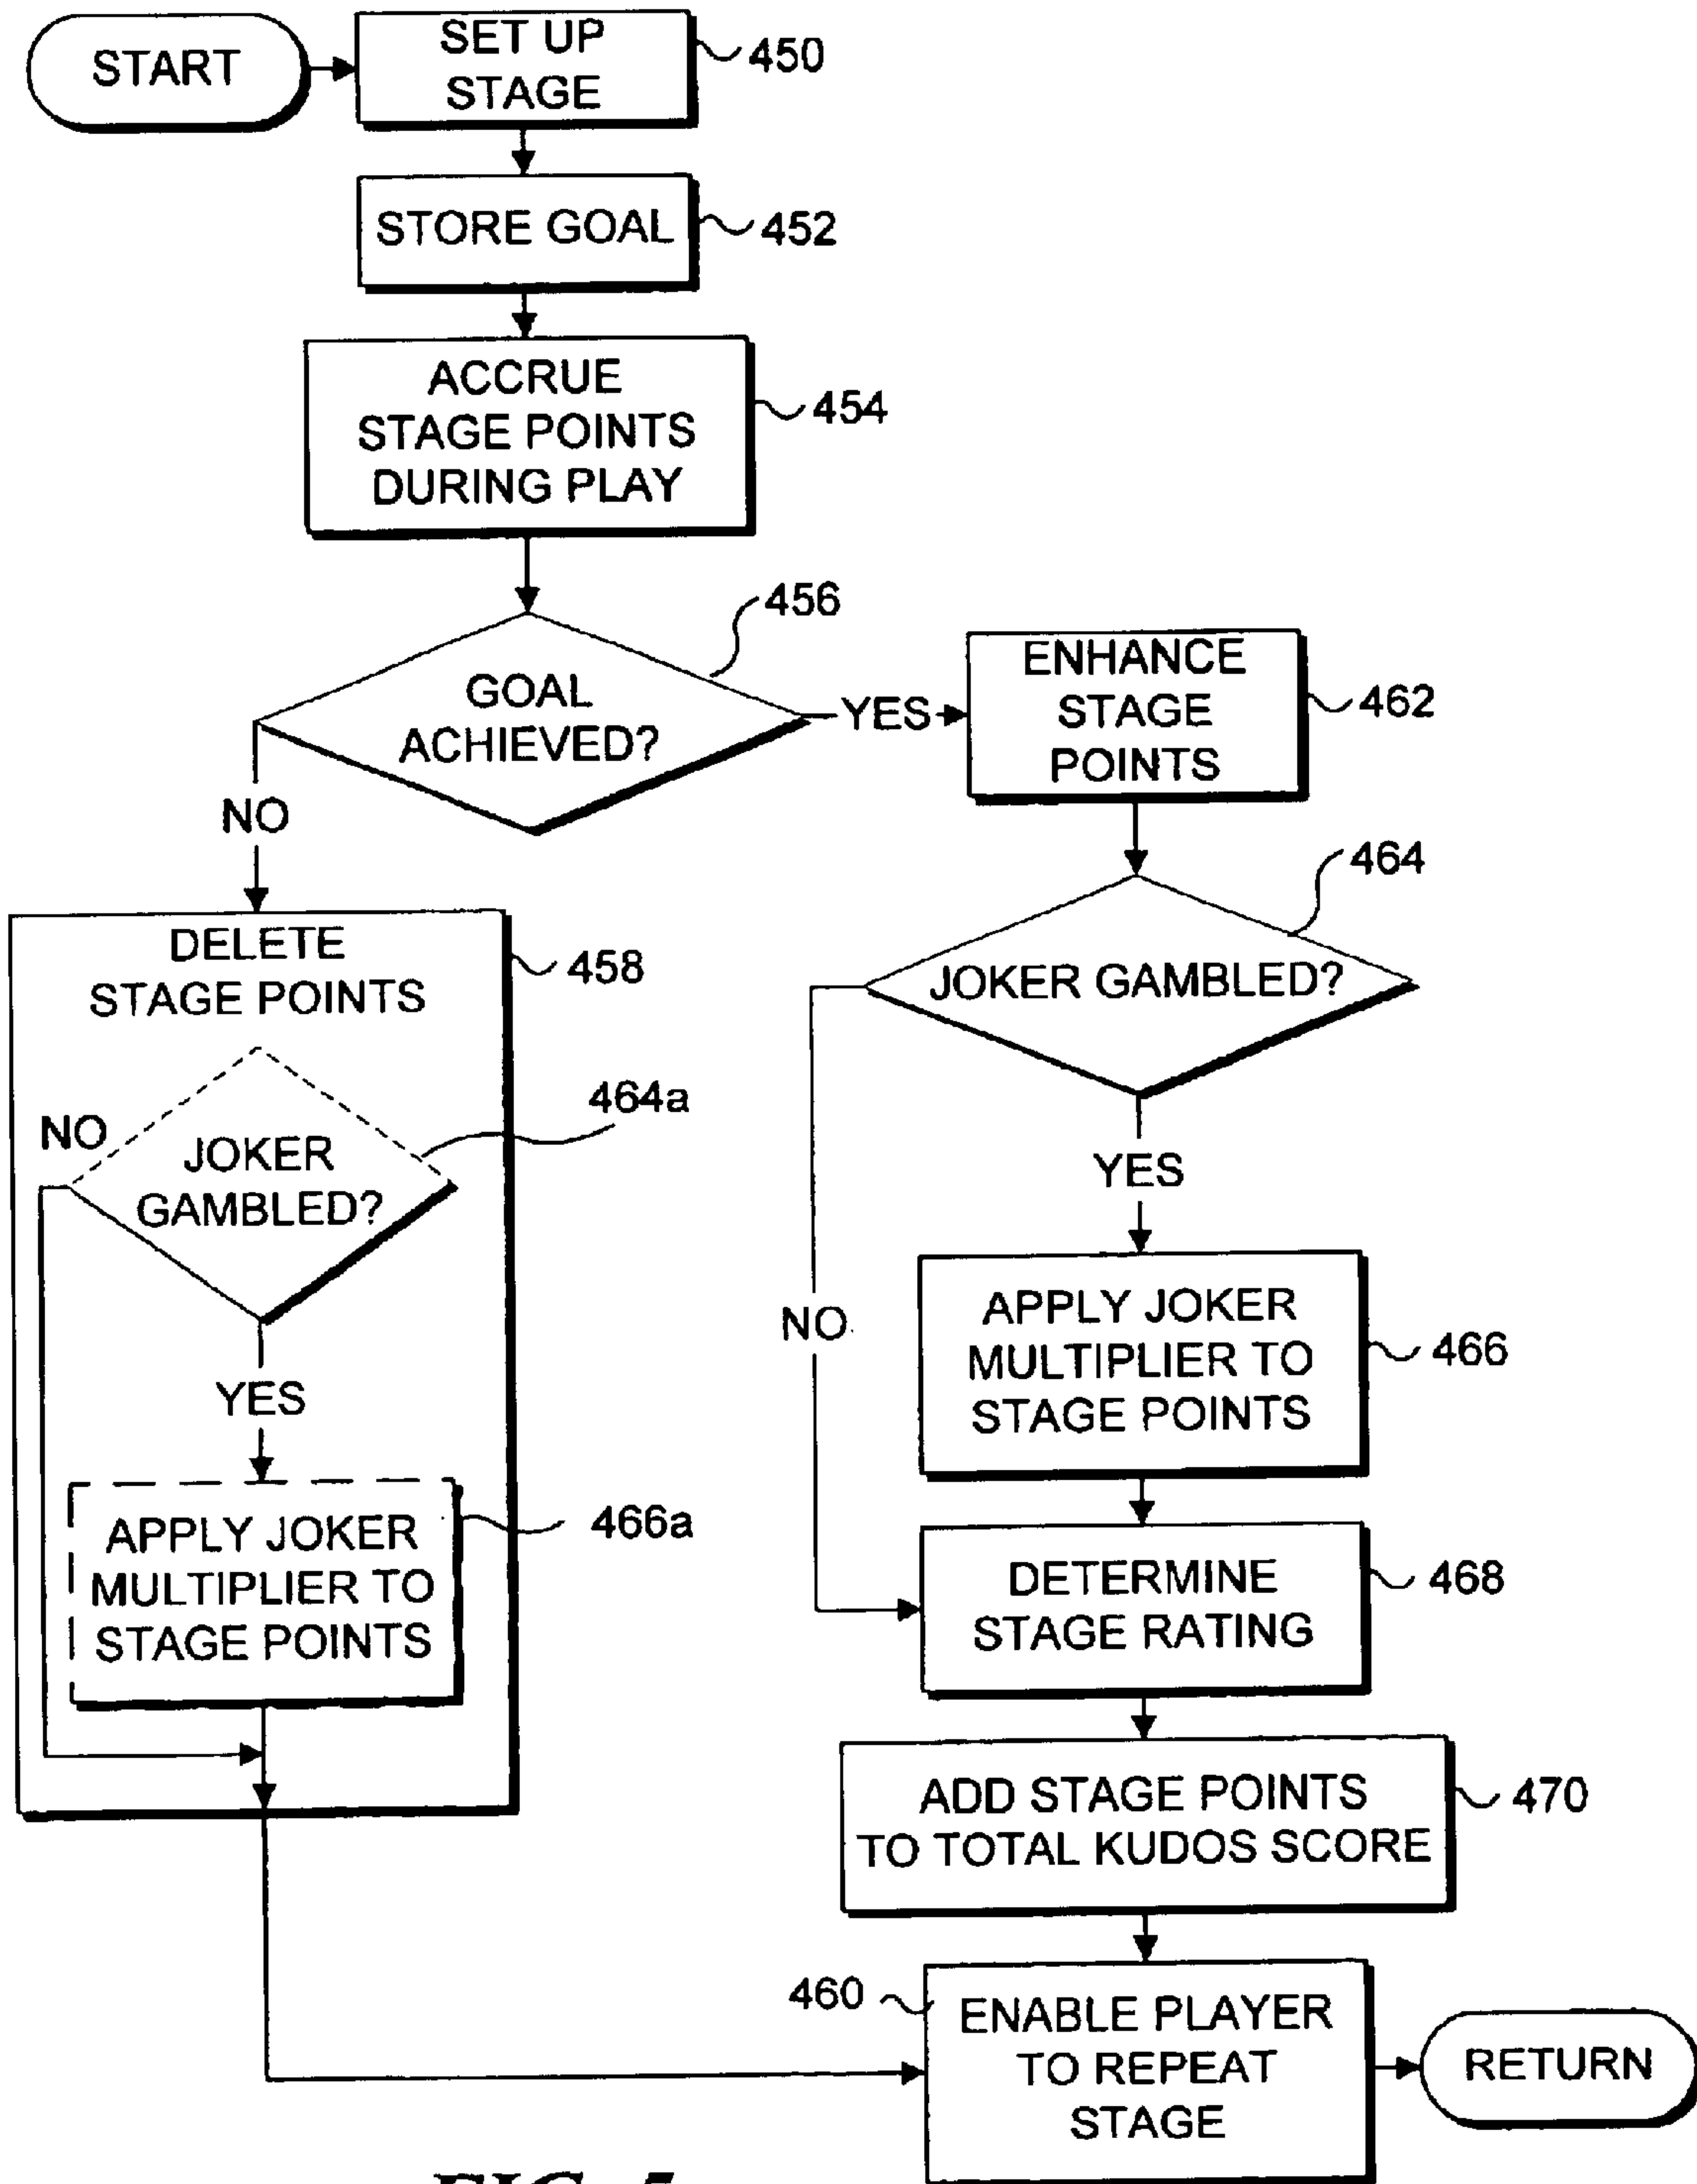 START
SET UP
STAGE
450
STORE GOAL
452
ACCRUE
STAGE POINTS
DURING PLAY
454
456
GOAL
ACHIEVED?
YES
NO
ENHANCE
STAGE
POINTS
462
464
JOKER GAMBLED?
YES
NO
DELETE
STAGE POINTS
458
464a
NO
JOKER
GAMBLED?
YES
APPLY JOKER
MULTIPLIER TO
STAGE POINTS
466a
APPLY JOKER
MULTIPLIER TO
STAGE POINTS
466
DETERMINE
STAGE RATING
468
ADD STAGE POINTS
TO TOTAL KUDOS SCORE
470
460
ENABLE PLAYER
TO REPEAT
STAGE
RETURN